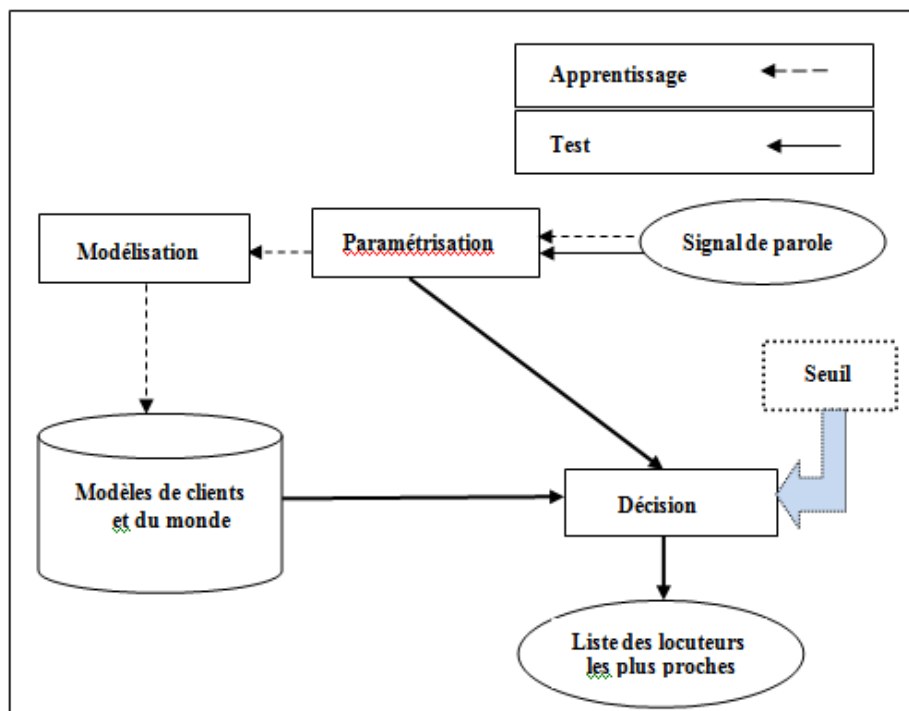 Apprentissage
Test
Modélisation
Paramétrisation
Signal de parole
Seuil
Modèles de clients
et du monde
Décision
Liste des locuteurs
les plus proches